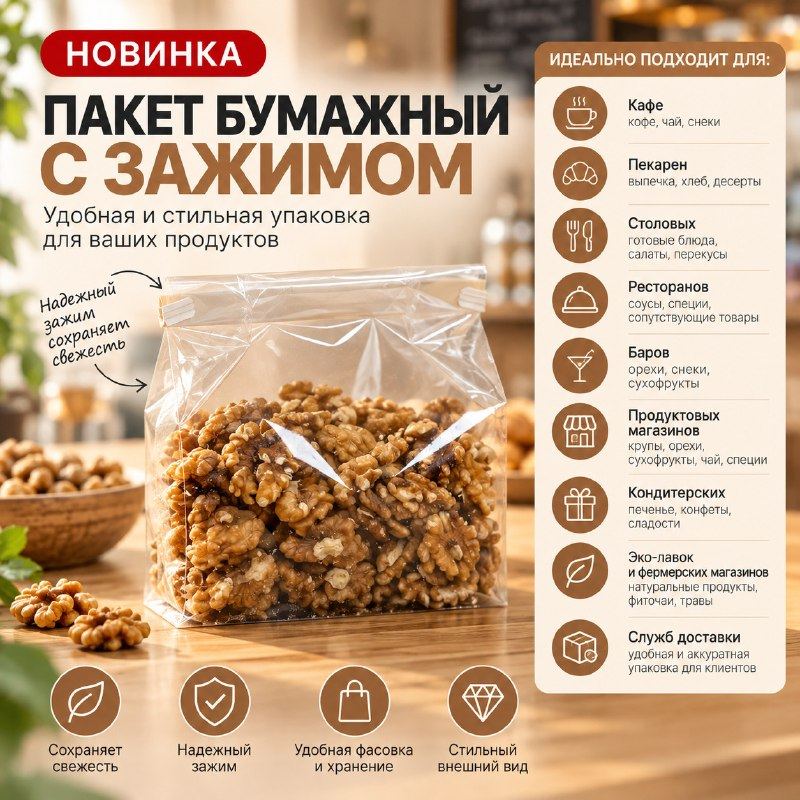 НОВИНКА
ПАКЕТ БУМАЖНЫЙ
С ЗАЖИМОМ
Удобная и стильная упаковка
для ваших продуктов
Надежный
зажим
сохраняет
свежесть
ИДЕАЛЬНО ПОДХОДИТ ДЛЯ:
Кафе
кофе, чай, снеки
Пекарен
выпечка, хлеб, десерты
Столовых
готовые блюда,
салаты, перекусы
Ресторанов
соусы, специи,
сопутствующие товары
Баров
орехи, снеки,
сухофрукты
Продуктовых
магазинов
крупы, орехи,
сухофрукты, чай, специи
Кондитерских
печенье, конфеты,
сладости
Эко-лавок
и фермерских магазинов
натуральные продукты,
фиточаи, травы
Служб доставки
удобная и аккуратная
упаковка для клиентов
Сохраняет
свежесть
Надежный
зажим
Удобная фасовка
и хранение
Стильный
внешний вид